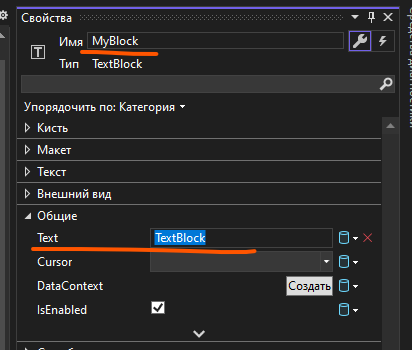 Свойства
Имя MyBlock
Тип TextBlock
Упорядочить по: Категория
Кисть
Макет
Текст
Внешний вид
Общие
Text TextBlock
Cursor
DataContext Создать
IsEnabled